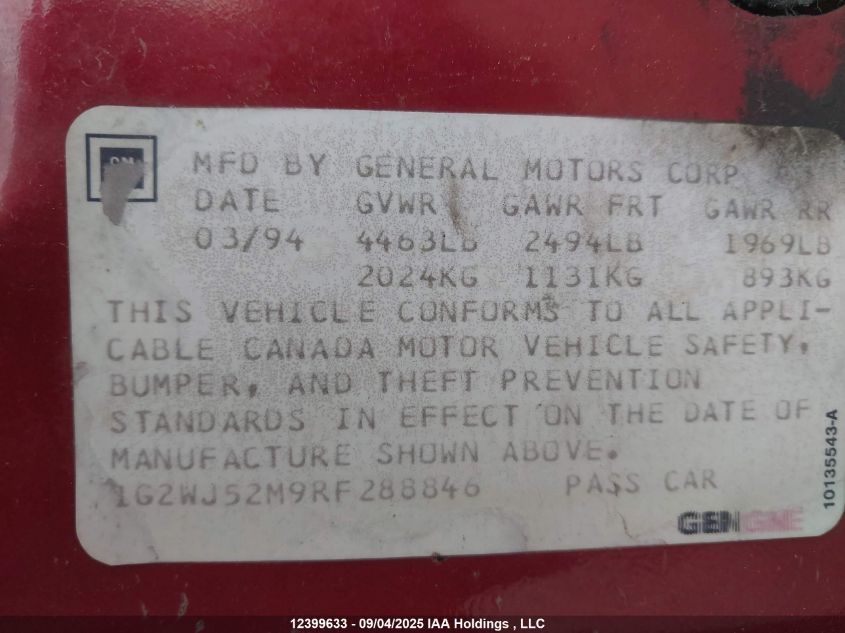 GM
MFD BY GENERAL MOTORS CORP
DATE GVWR GAWR FRT GAWR RR
03/94 4463LB 2494LB 1969LB
2024KG 1131KG 893KG
THIS VEHICLE CONFORMS TO ALL APPLI-
CABLE CANADA MOTOR VEHICLE SAFETY,
BUMPER, AND THEFT PREVENTION
STANDARDS IN EFFECT ON THE DATE OF
MANUFACTURE SHOWN ABOVE.
1G2WJ52M9RF288846 PASS CAR
10135543-A
12399633 - 09/04/2025 IAA Holdings , LLC